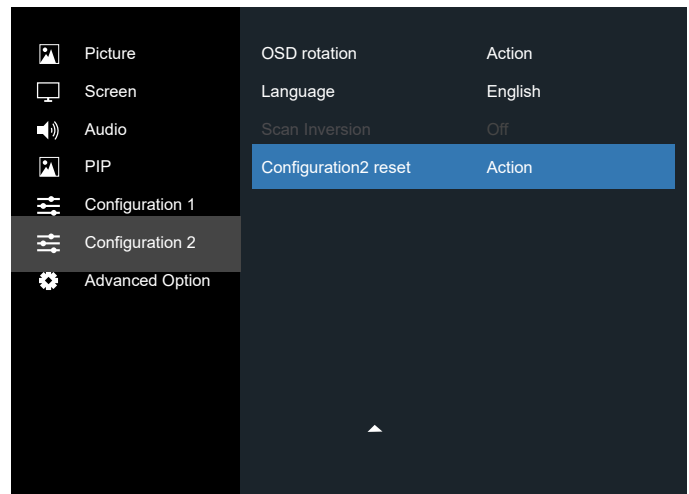 Picture
Screen
Audio
PIP
Configuration 1
Configuration 2
Advanced Option
OSD rotation Action
Language English
Scan Inversion Off
Configuration2 reset Action